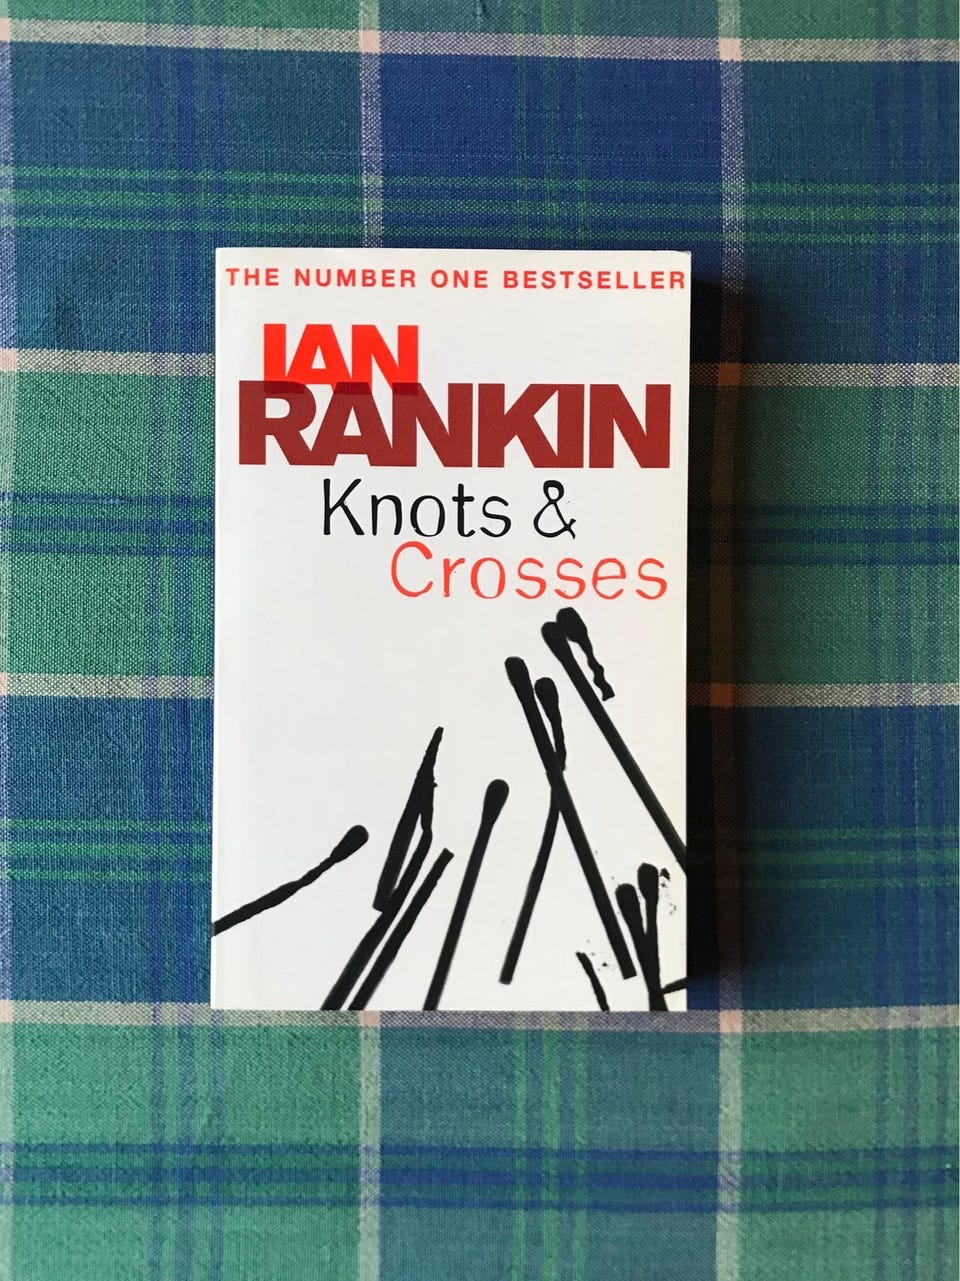 THE NUMBER ONE BESTSELLER
IAN
RANKIN
Knots &
Crosses